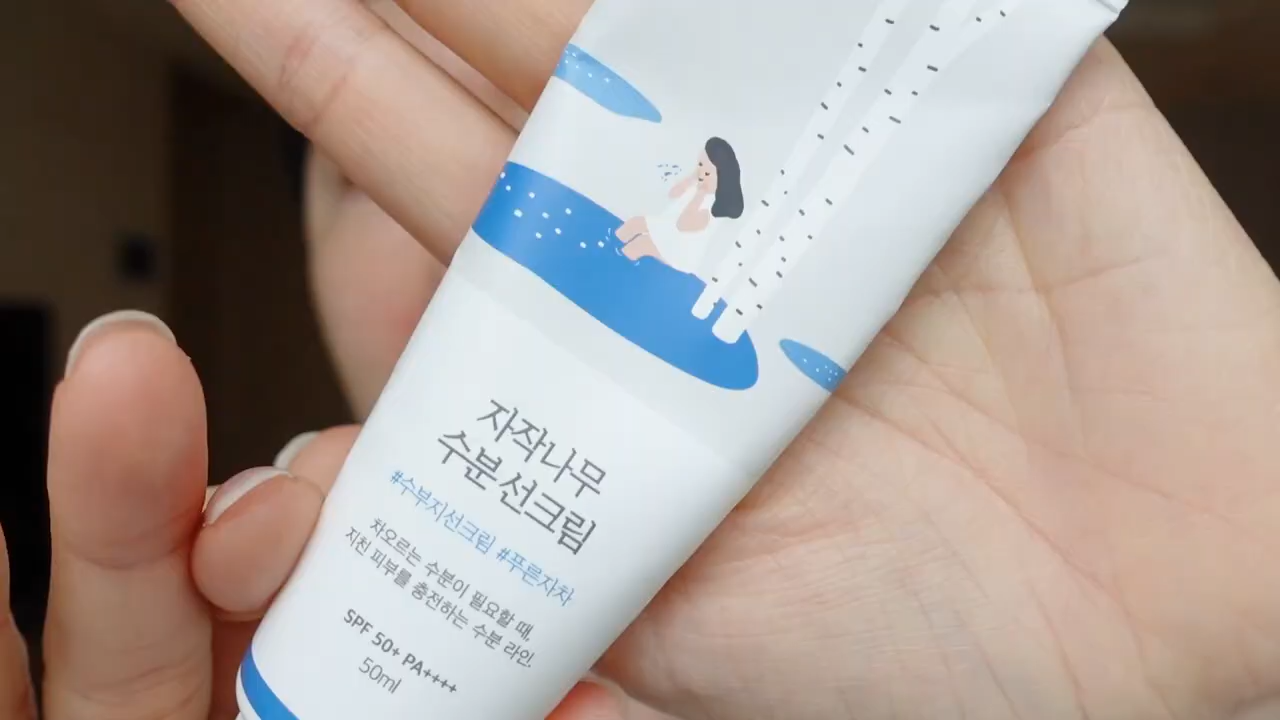 자작나무
수분 선크림
#수부지선크림 #푸른자차
차오르는 수분이 필요할 때,
지친 피부를 충전하는 수분 라인.
SPF 50+ PA++++
50ml